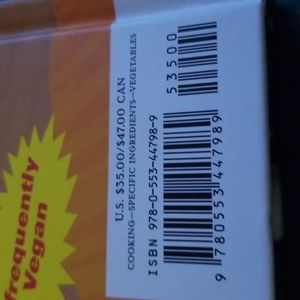 frequently
Vegan
U.S. $35.00/$47.00 CAN
COOKING—SPECIFIC INGREDIENTS—VEGETABLES
ISBN 978-0-553-44798-9
53500
9 780553 447989